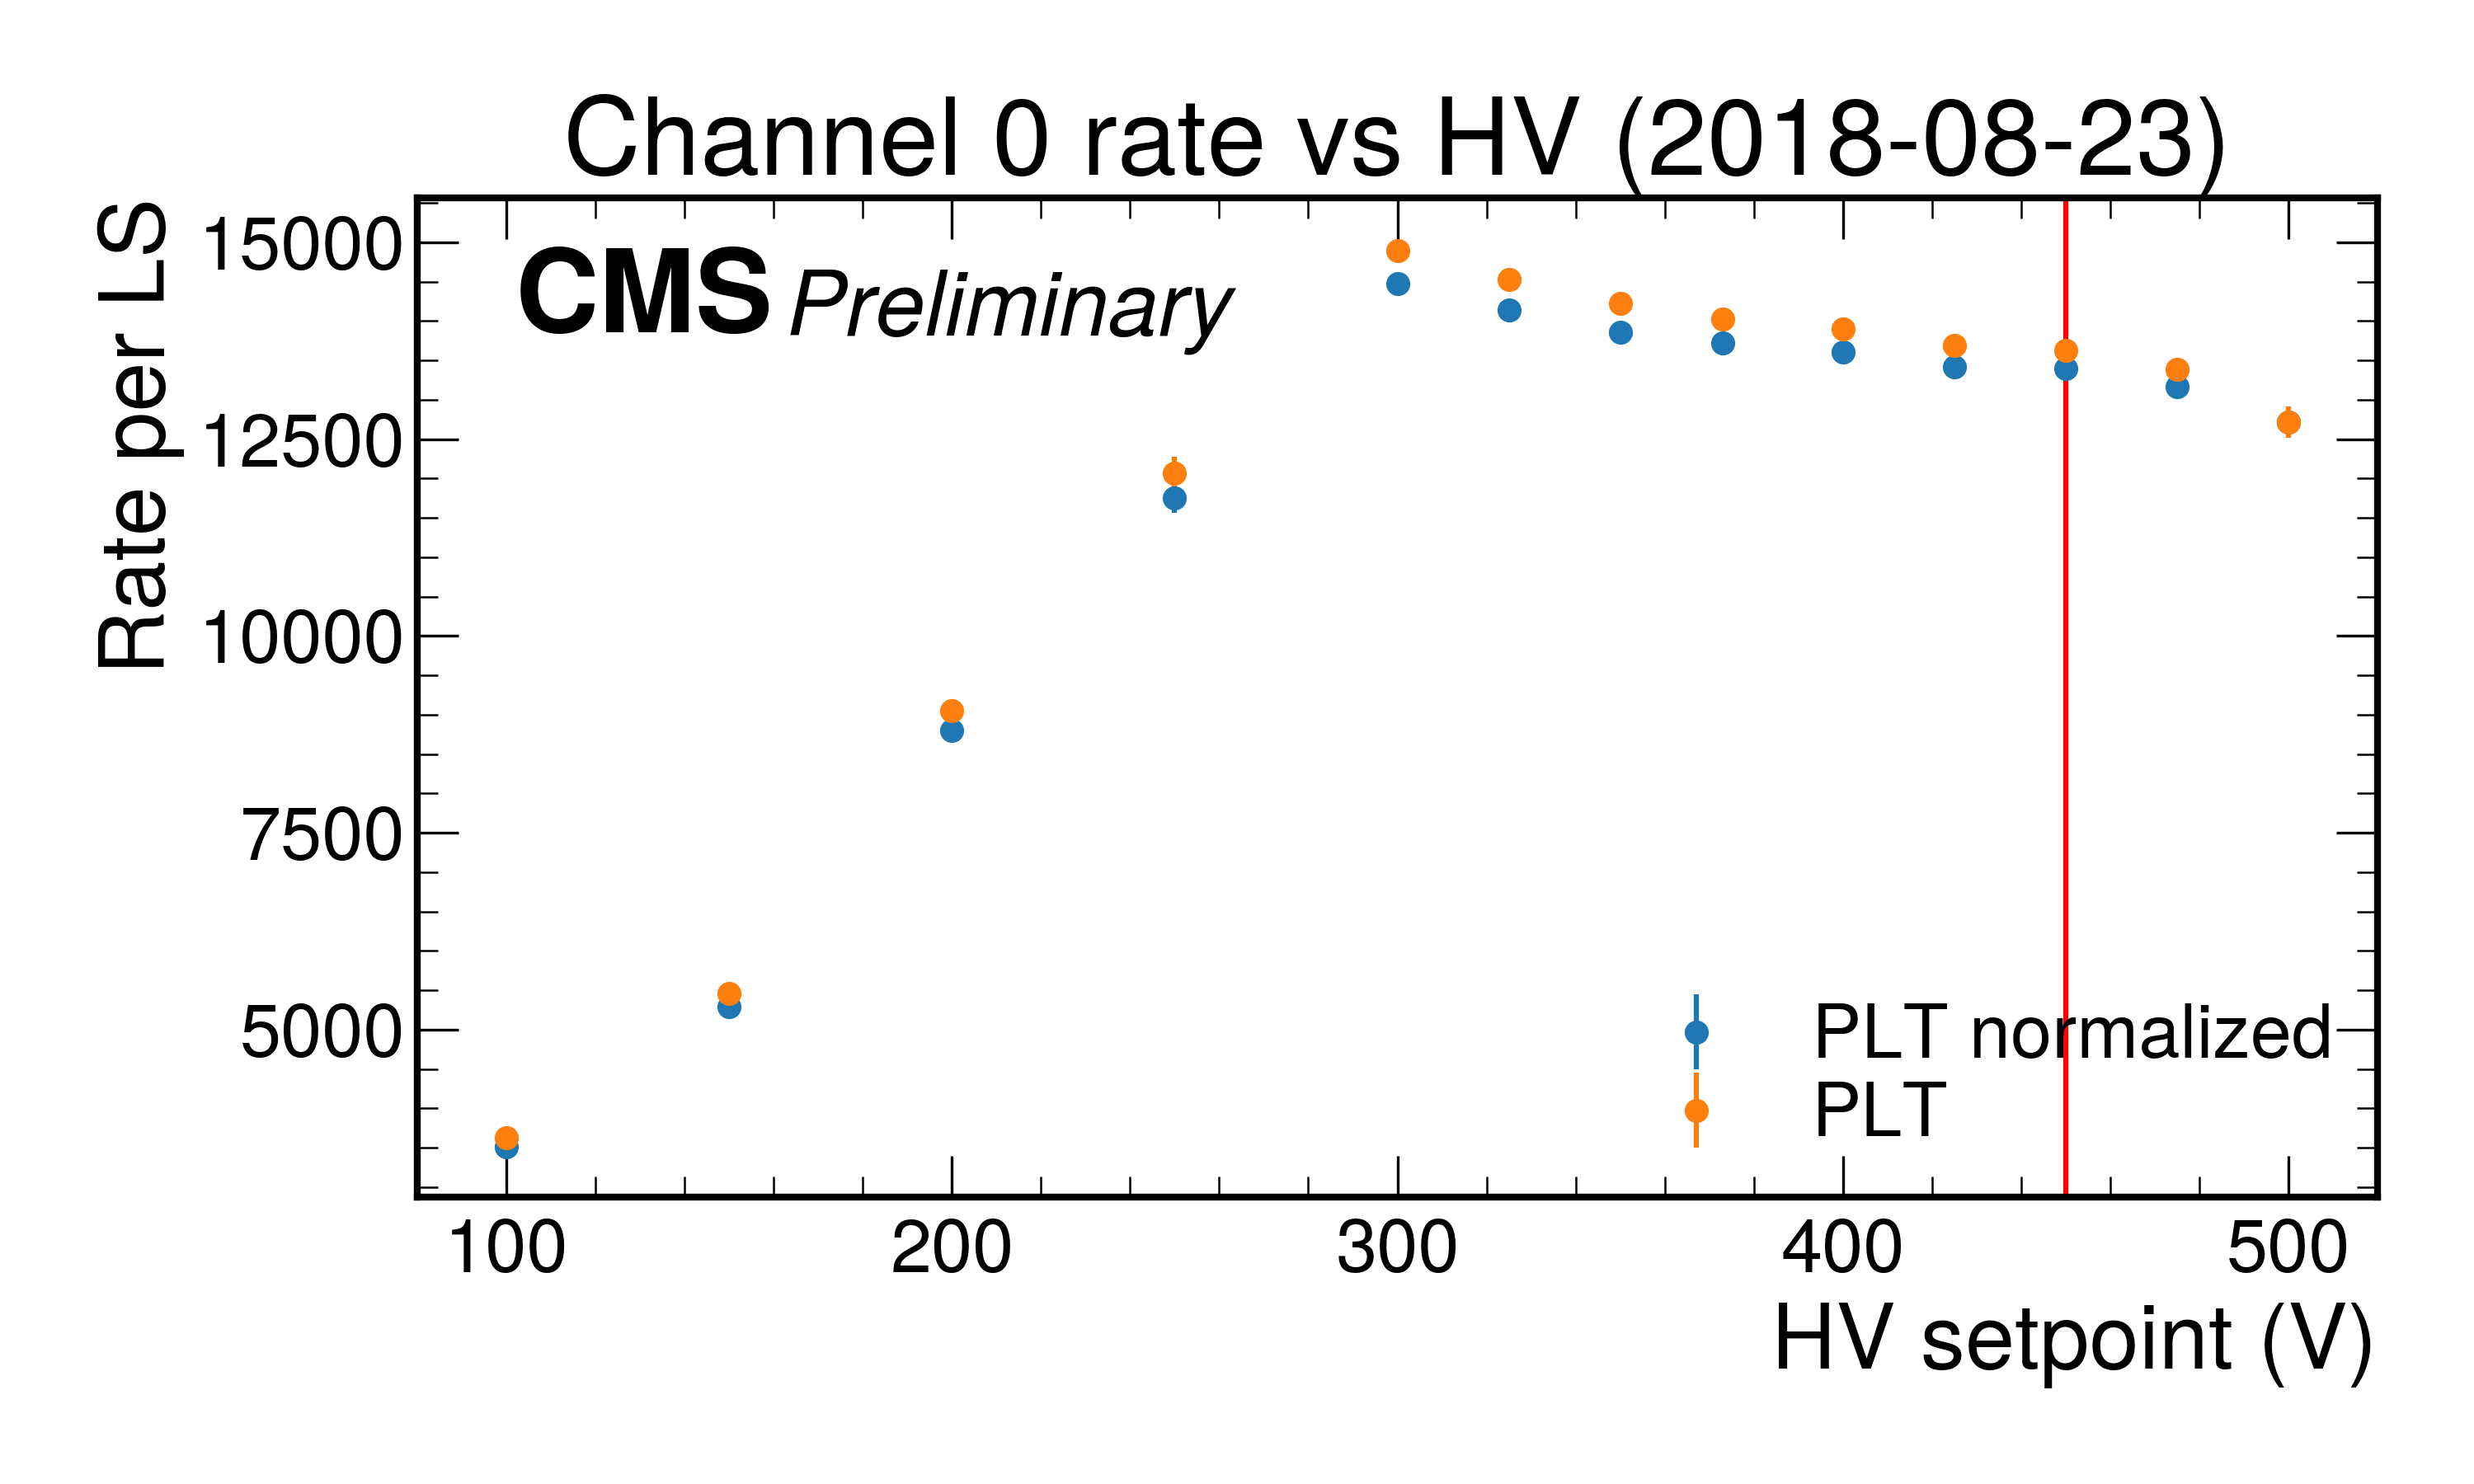 Channel 0 rate vs HV (2018-08-23)
Rate per LS
15000
12500
10000
7500
5000
CMS Preliminary
PLT normalized
PLT
100 200 300 400 500
HV setpoint (V)